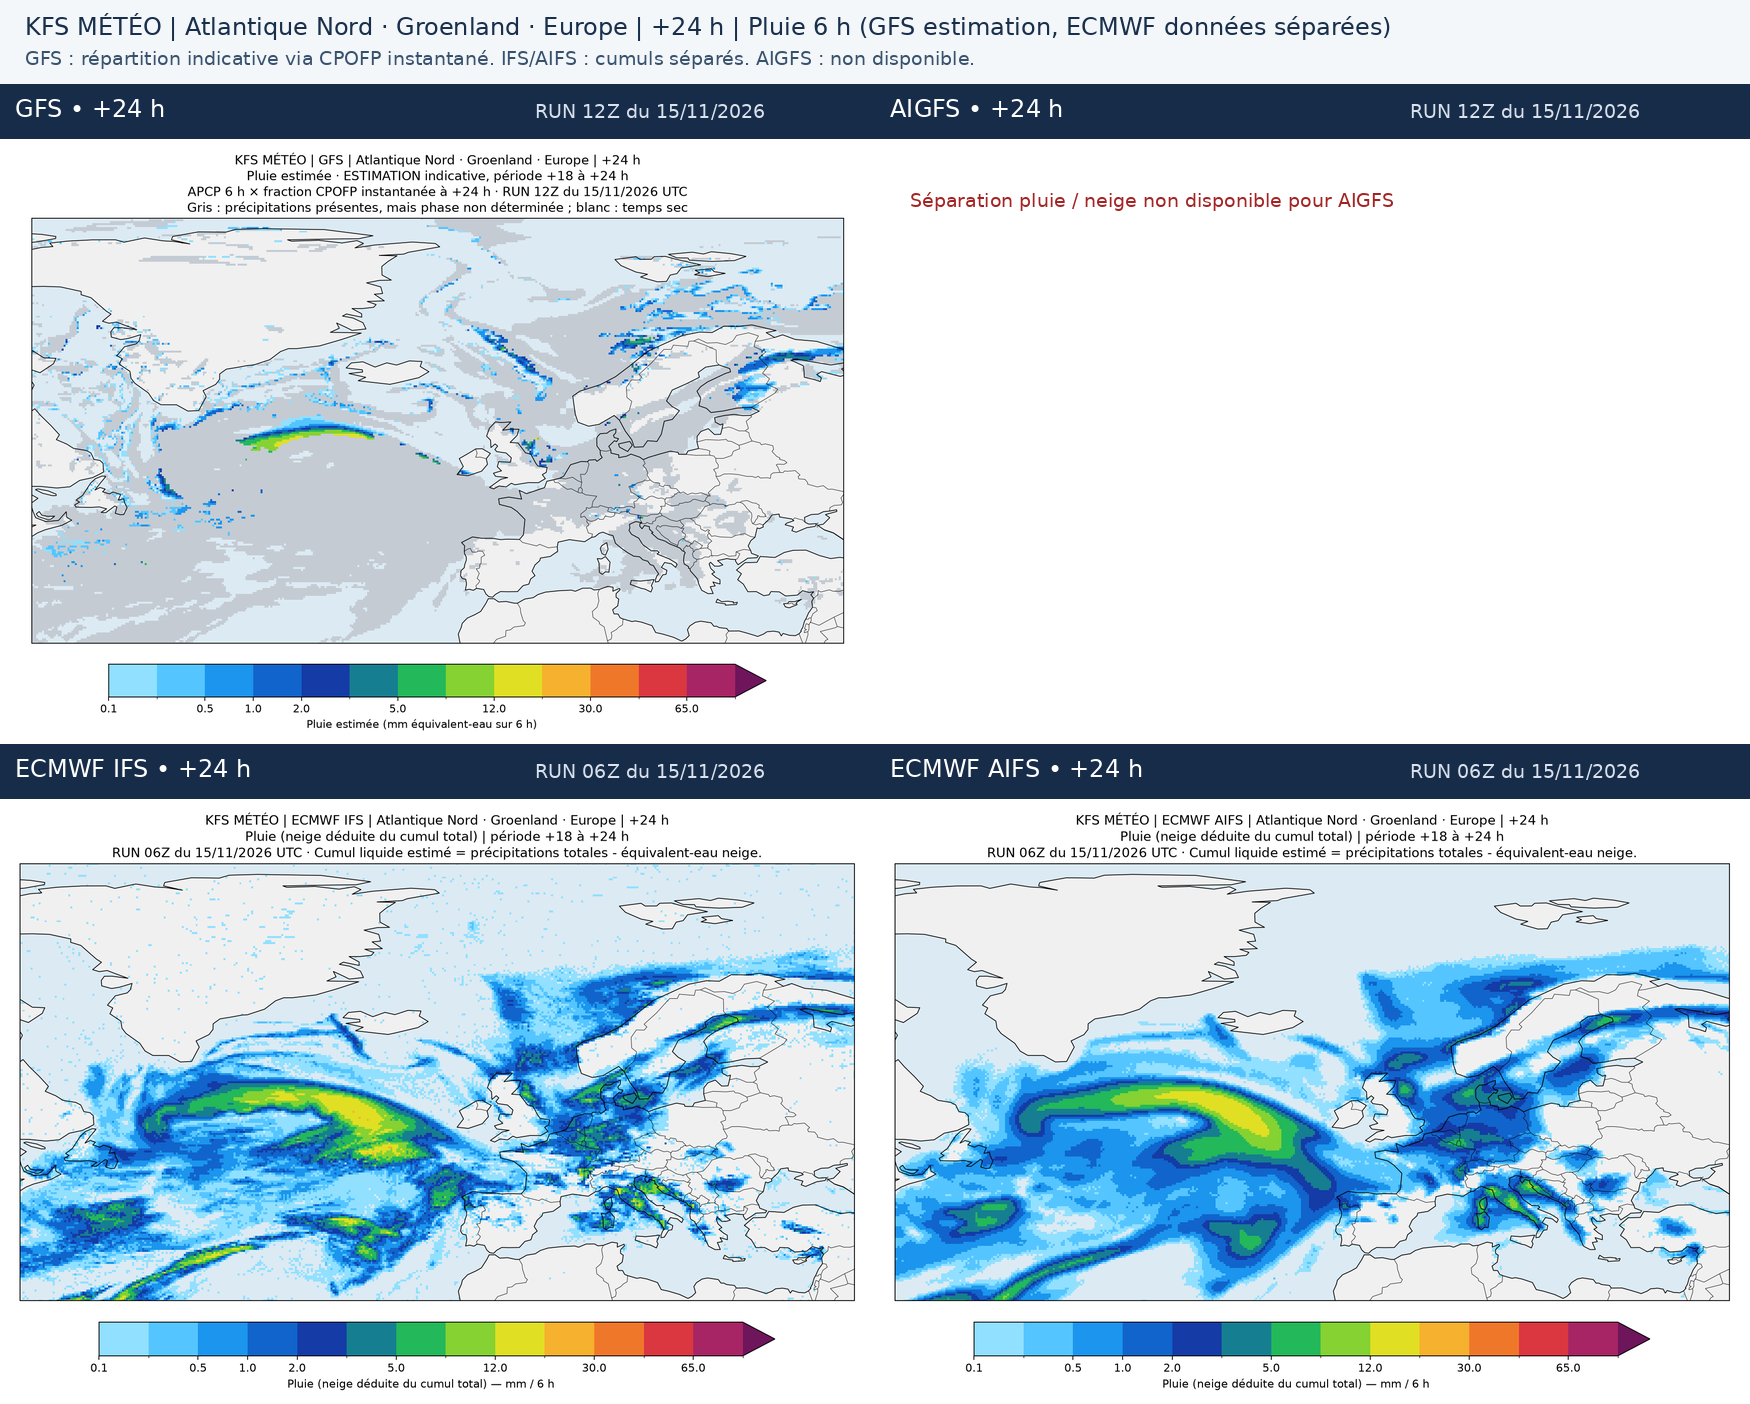 KFS MÉTÉO | Atlantique Nord · Groenland · Europe | +24 h | Pluie 6 h (GFS estimation, ECMWF données séparées)
GFS : répartition indicative via CPOFP instantané. IFS/AIFS : cumuls séparés. AIGFS : non disponible.
GFS • +24 h
RUN 12Z du 15/11/2026
AIGFS • +24 h
RUN 12Z du 15/11/2026
KFS MÉTÉO | GFS | Atlantique Nord · Groenland · Europe | +24 h
Pluie estimée · ESTIMATION indicative, période +18 à +24 h
APCP 6 h × fraction CPOFP instantanée à +24 h · RUN 12Z du 15/11/2026 UTC
Gris : précipitations présentes, mais phase non déterminée ; blanc : temps sec
Séparation pluie / neige non disponible pour AIGFS
0.1 0.5 1.0 2.0 5.0 12.0 30.0 65.0
Pluie estimée (mm équivalent-eau sur 6 h)
ECMWF IFS • +24 h
RUN 06Z du 15/11/2026
ECMWF AIFS • +24 h
RUN 06Z du 15/11/2026
KFS MÉTÉO | ECMWF IFS | Atlantique Nord · Groenland · Europe | +24 h
Pluie (neige déduite du cumul total) | période +18 à +24 h
RUN 06Z du 15/11/2026 UTC · Cumul liquide estimé = précipitations totales - équivalent-eau neige.
0.1 0.5 1.0 2.0 5.0 12.0 30.0 65.0
Pluie (neige déduite du cumul total) — mm / 6 h
KFS MÉTÉO | ECMWF AIFS | Atlantique Nord · Groenland · Europe | +24 h
Pluie (neige déduite du cumul total) | période +18 à +24 h
RUN 06Z du 15/11/2026 UTC · Cumul liquide estimé = précipitations totales - équivalent-eau neige.
0.1 0.5 1.0 2.0 5.0 12.0 30.0 65.0
Pluie (neige déduite du cumul total) — mm / 6 h